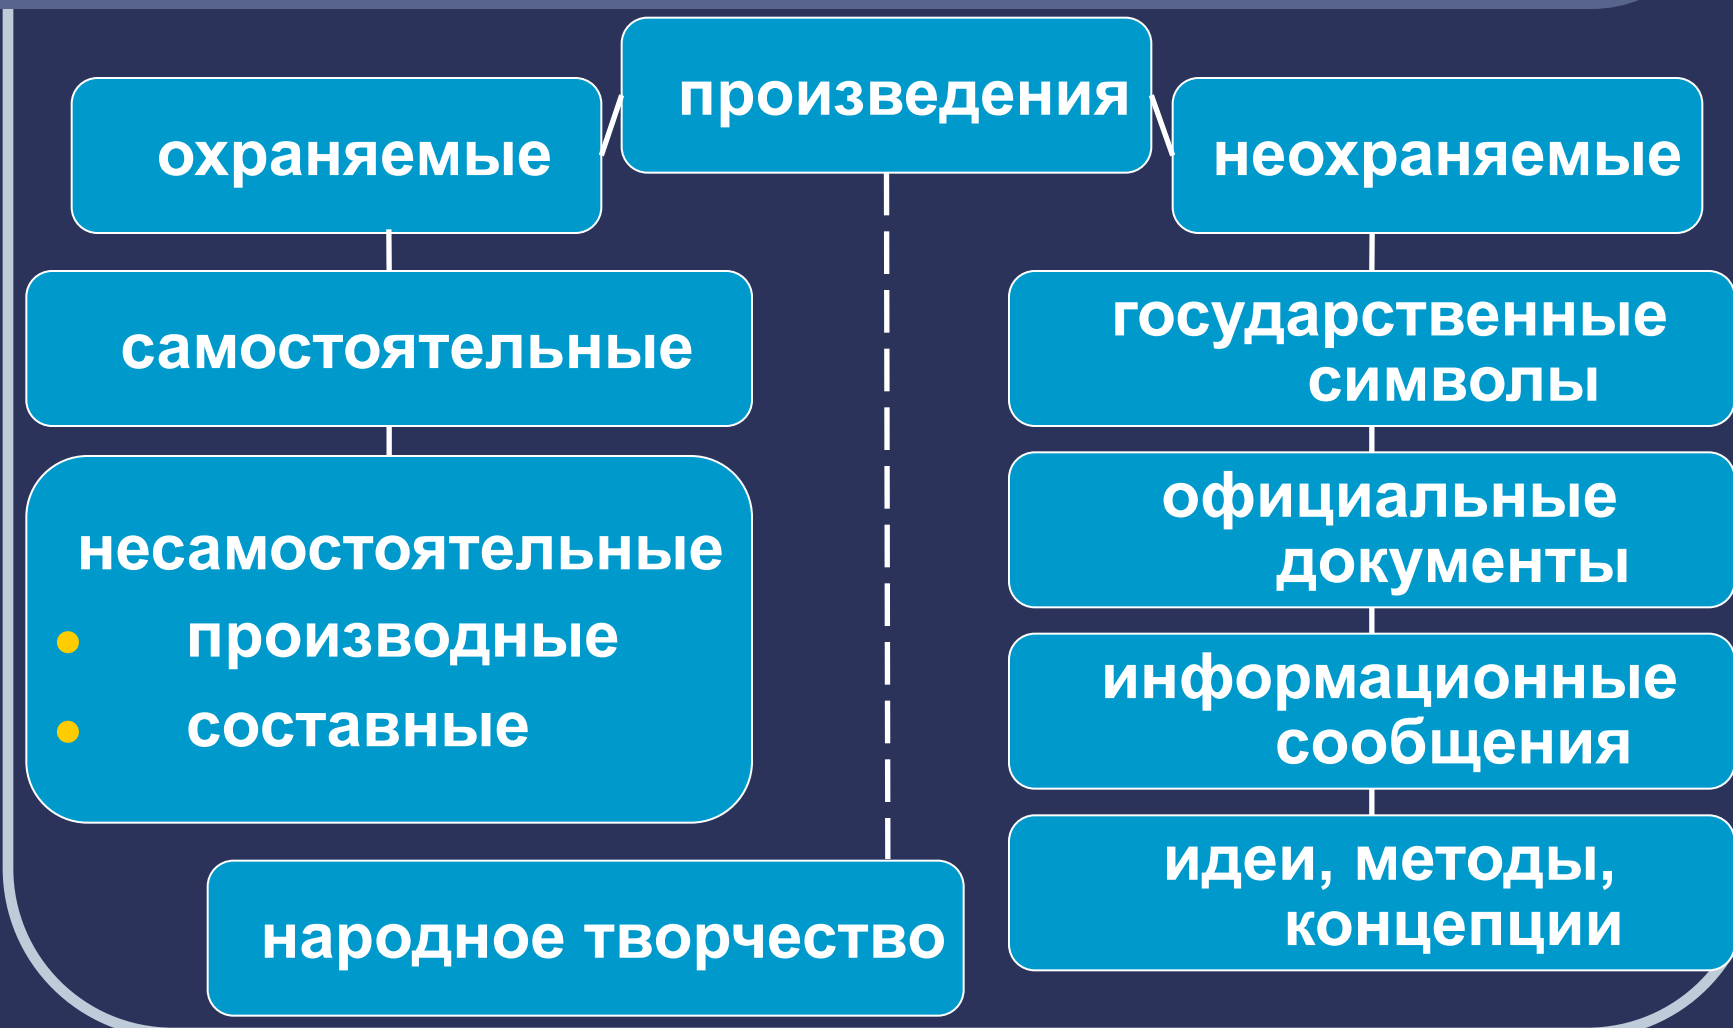 произведения
охраняемые
неохраняемые
самостоятельные
несамостоятельные
производные
составные
народное творчество
государственные
символы
официальные
документы
информационные
сообщения
идеи, методы,
концепции